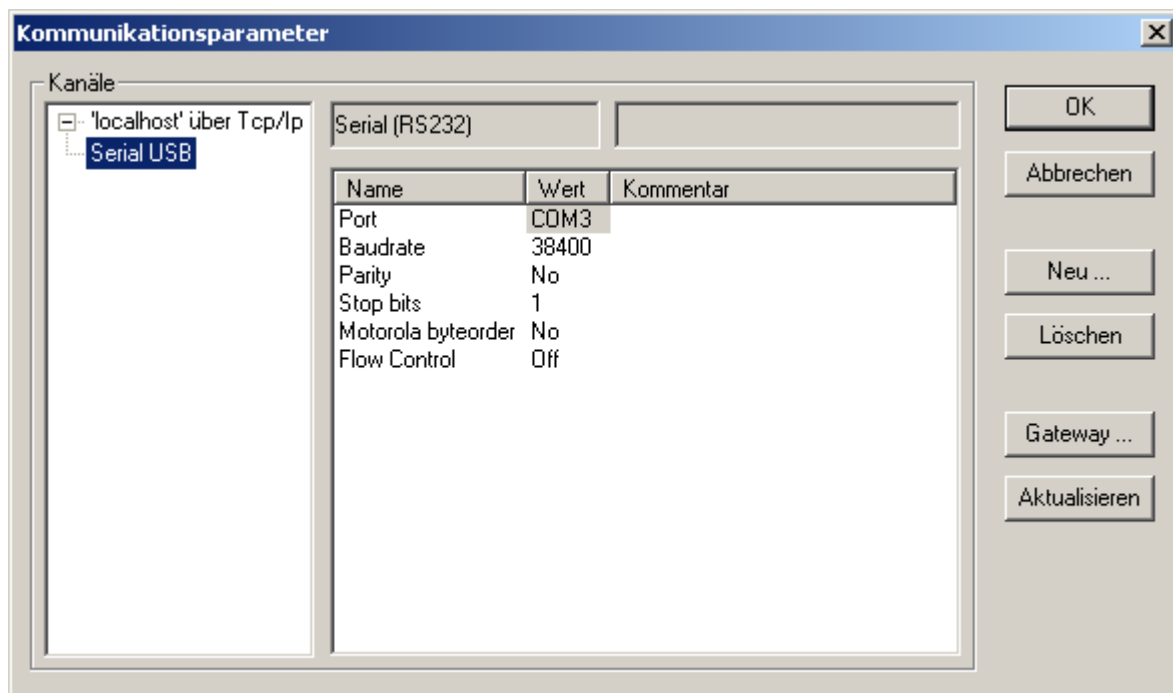 Kommunikationsparameter
Kanäle
'localhost' über Tcp/Ip
Serial USB
Serial (RS232)
Name Wert Kommentar
Port COM3
Baudrate 38400
Parity No
Stop bits 1
Motorola byteorder No
Flow Control Off
OK
Abbrechen
Neu ...
Löschen
Gateway ...
Aktualisieren